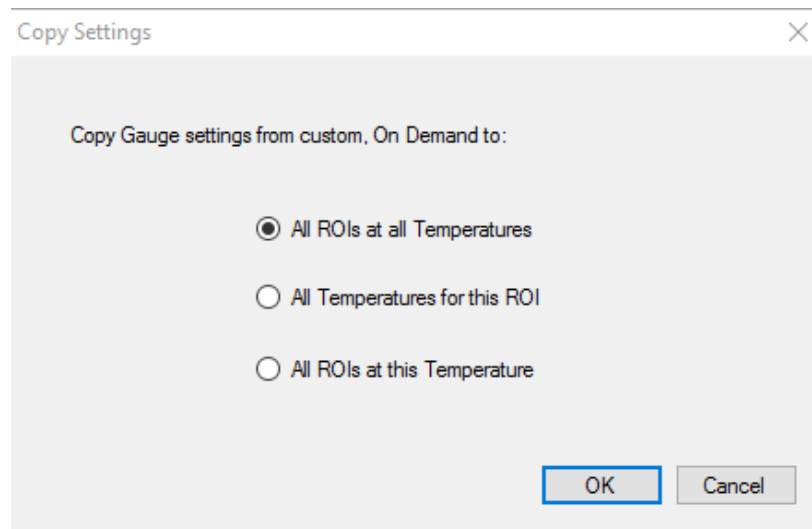 Copy Settings
Copy Gauge settings from custom, On Demand to:
All ROIs at all Temperatures
All Temperatures for this ROI
All ROIs at this Temperature
OK Cancel